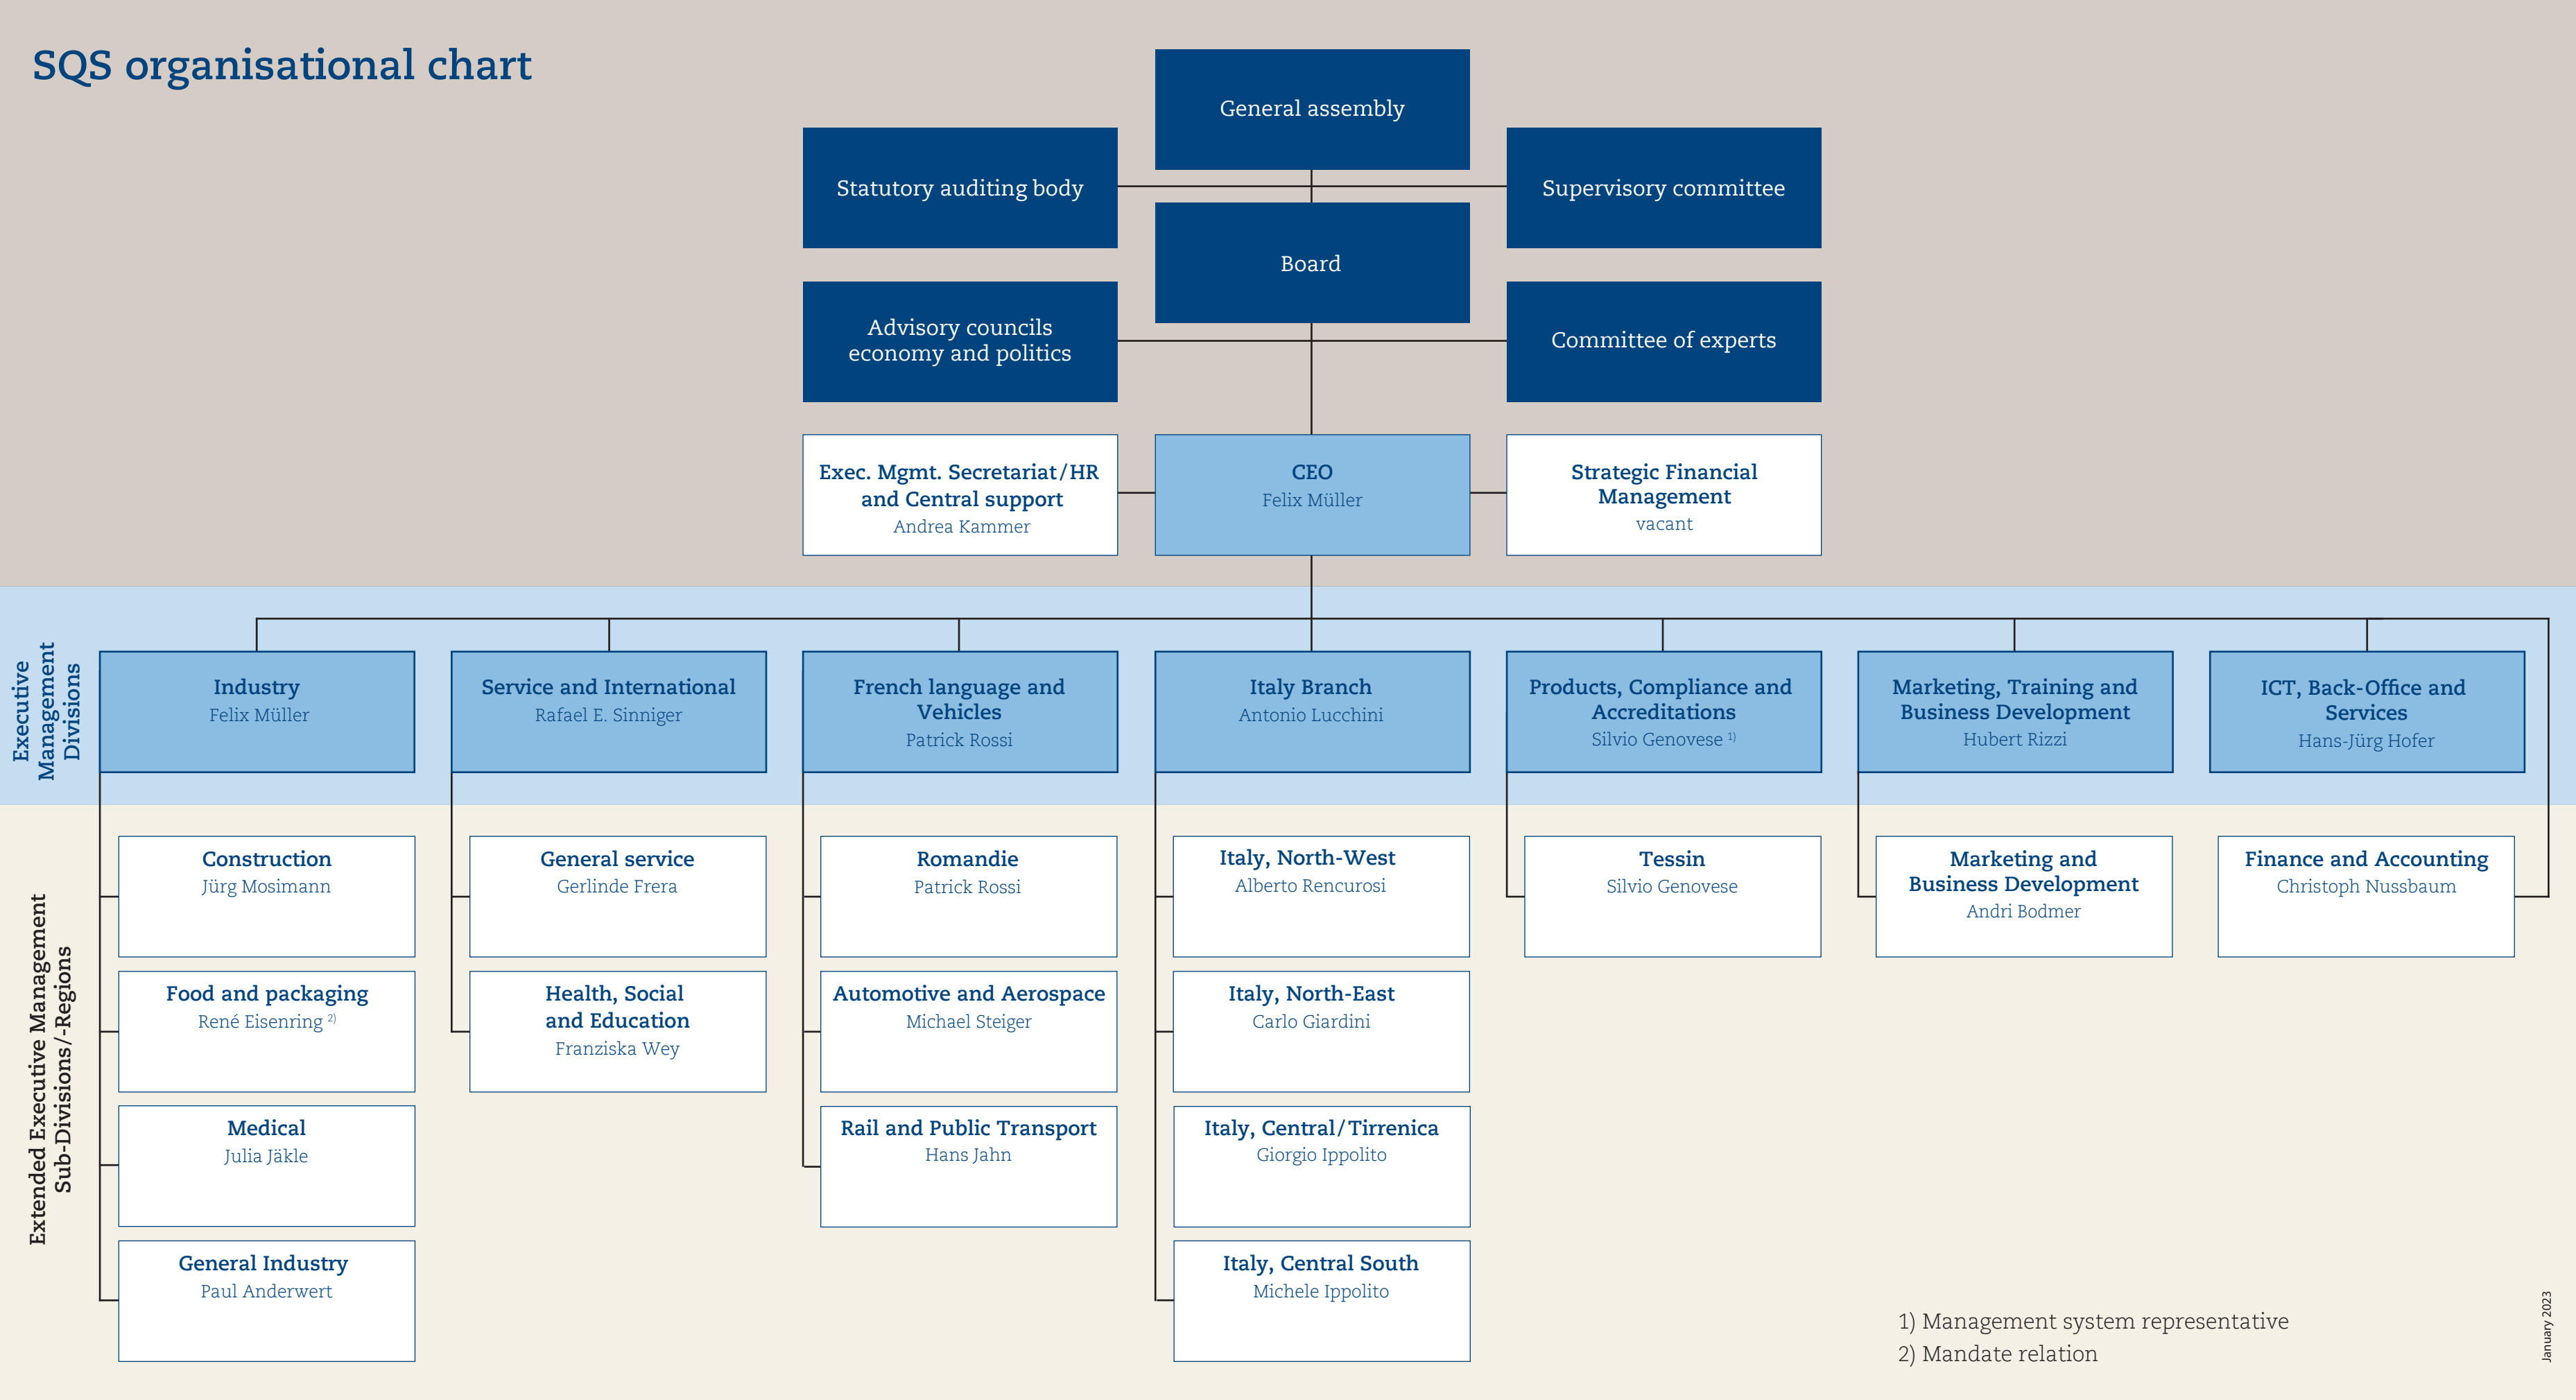 SQS organisational chart
General assembly
Statutory auditing body
Supervisory committee
Board
Advisory councils
economy and politics
Committee of experts
Exec. Mgmt. Secretariat/HR
and Central support
Andrea Kammer
CEO
Felix Müller
Strategic Financial
Management
vacant
Executive
Management
Divisions
Industry
Felix Müller
Service and International
Rafael E. Sinniger
French language and
Vehicles
Patrick Rossi
Italy Branch
Antonio Lucchini
Products, Compliance and
Accreditations
Silvio Genovese 1)
Marketing, Training and
Business Development
Hubert Rizzi
ICT, Back-Office and
Services
Hans-Jürg Hofer
Extended Executive Management
Sub-Divisions/-Regions
Construction
Jürg Mosimann
Food and packaging
René Eisenring 2)
Medical
Julia Jäkle
General Industry
Paul Anderwert
General service
Gerlinde Frera
Health, Social
and Education
Franziska Wey
Romandie
Patrick Rossi
Automotive and Aerospace
Michael Steiger
Rail and Public Transport
Hans Jahn
Italy, North-West
Alberto Rencurosi
Italy, North-East
Carlo Giardini
Italy, Central/Tirrenica
Giorgio Ippolito
Italy, Central South
Michele Ippolito
Tessin
Silvio Genovese
Marketing and
Business Development
Andri Bodmer
Finance and Accounting
Christoph Nussbaum
1) Management system representative
2) Mandate relation
January 2023